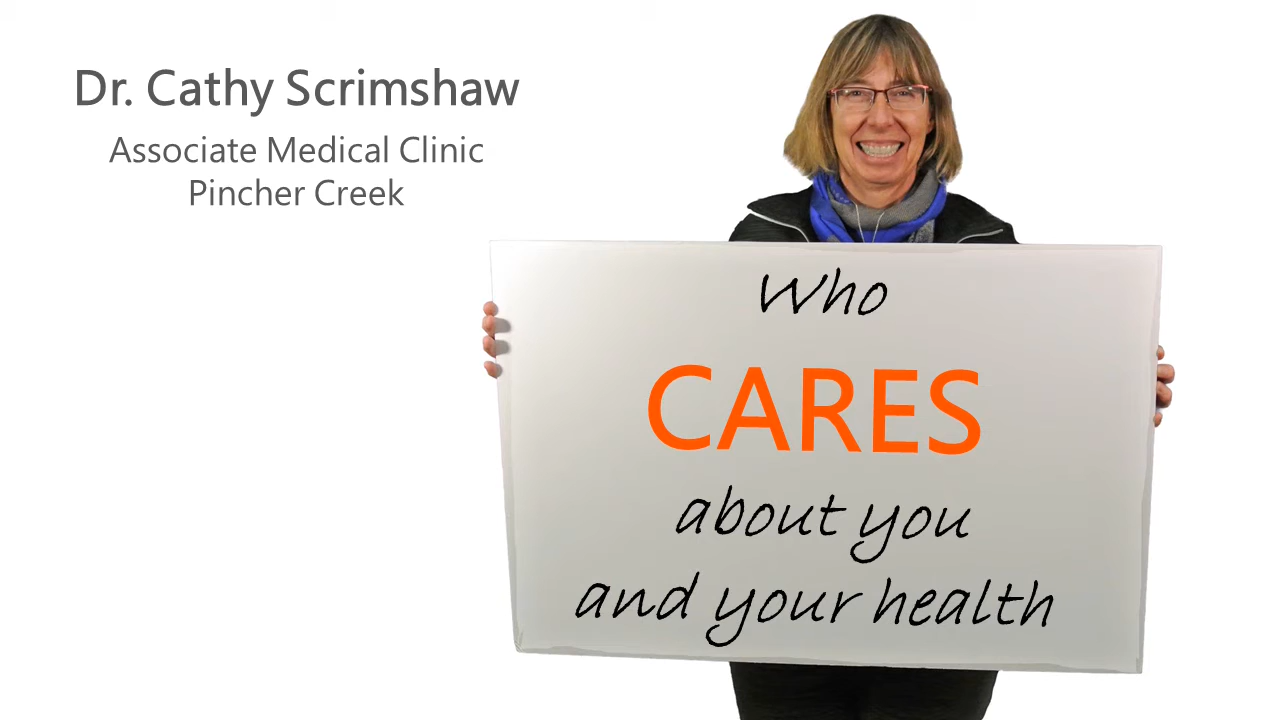 Dr. Cathy Scrimshaw
Associate Medical Clinic
Pincher Creek
Who
CARES
about you
and your health